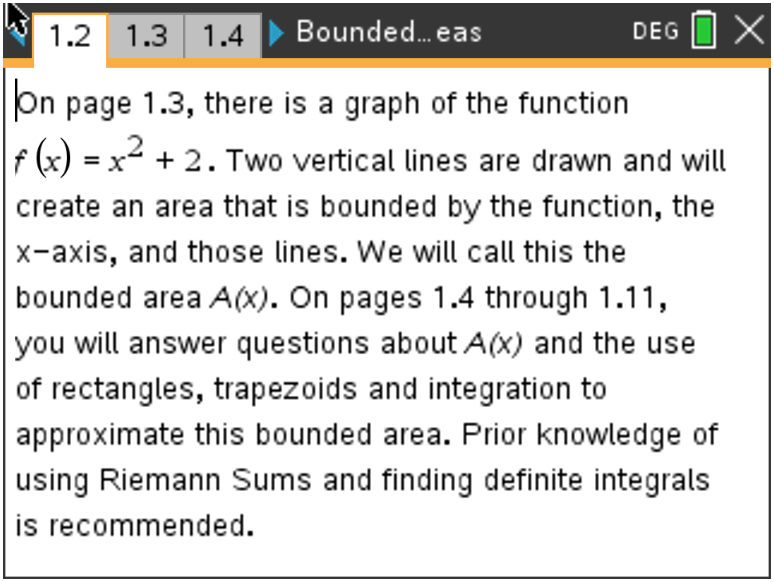 1.2 1.3 1.4 Bounded...eas DEG
On page 1.3, there is a graph of the function
f (x) = x² + 2. Two vertical lines are drawn and will
create an area that is bounded by the function, the
x-axis, and those lines. We will call this the
bounded area A(x). On pages 1.4 through 1.11,
you will answer questions about A(x) and the use
of rectangles, trapezoids and integration to
approximate this bounded area. Prior knowledge of
using Riemann Sums and finding definite integrals
is recommended.